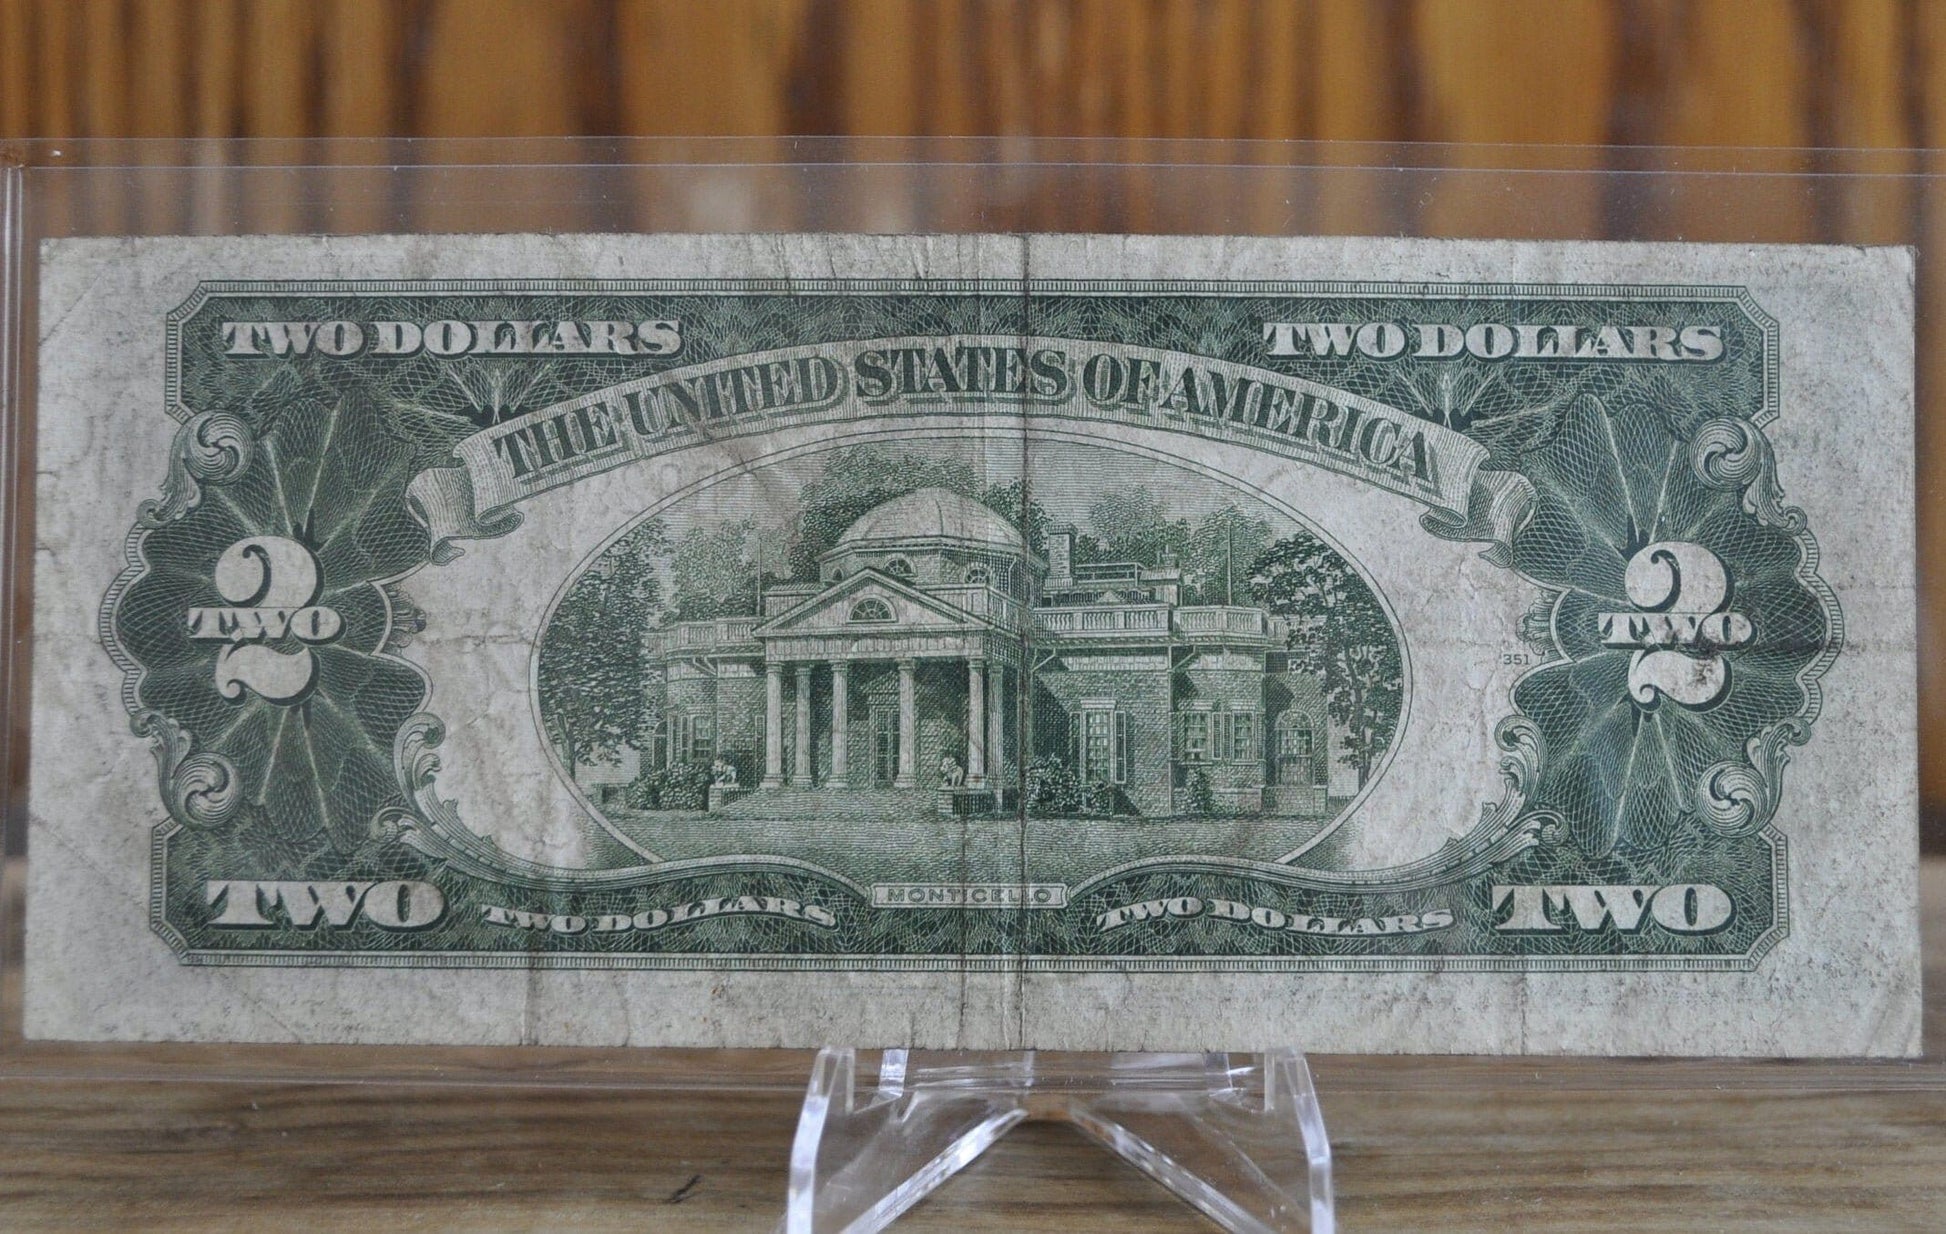 TWO DOLLARS TWO DOLLARS
THE UNITED STATES OF AMERICA
2 TWO 2 TWO
351
MONTICELLO
TWO TWO DOLLARS TWO DOLLARS TWO